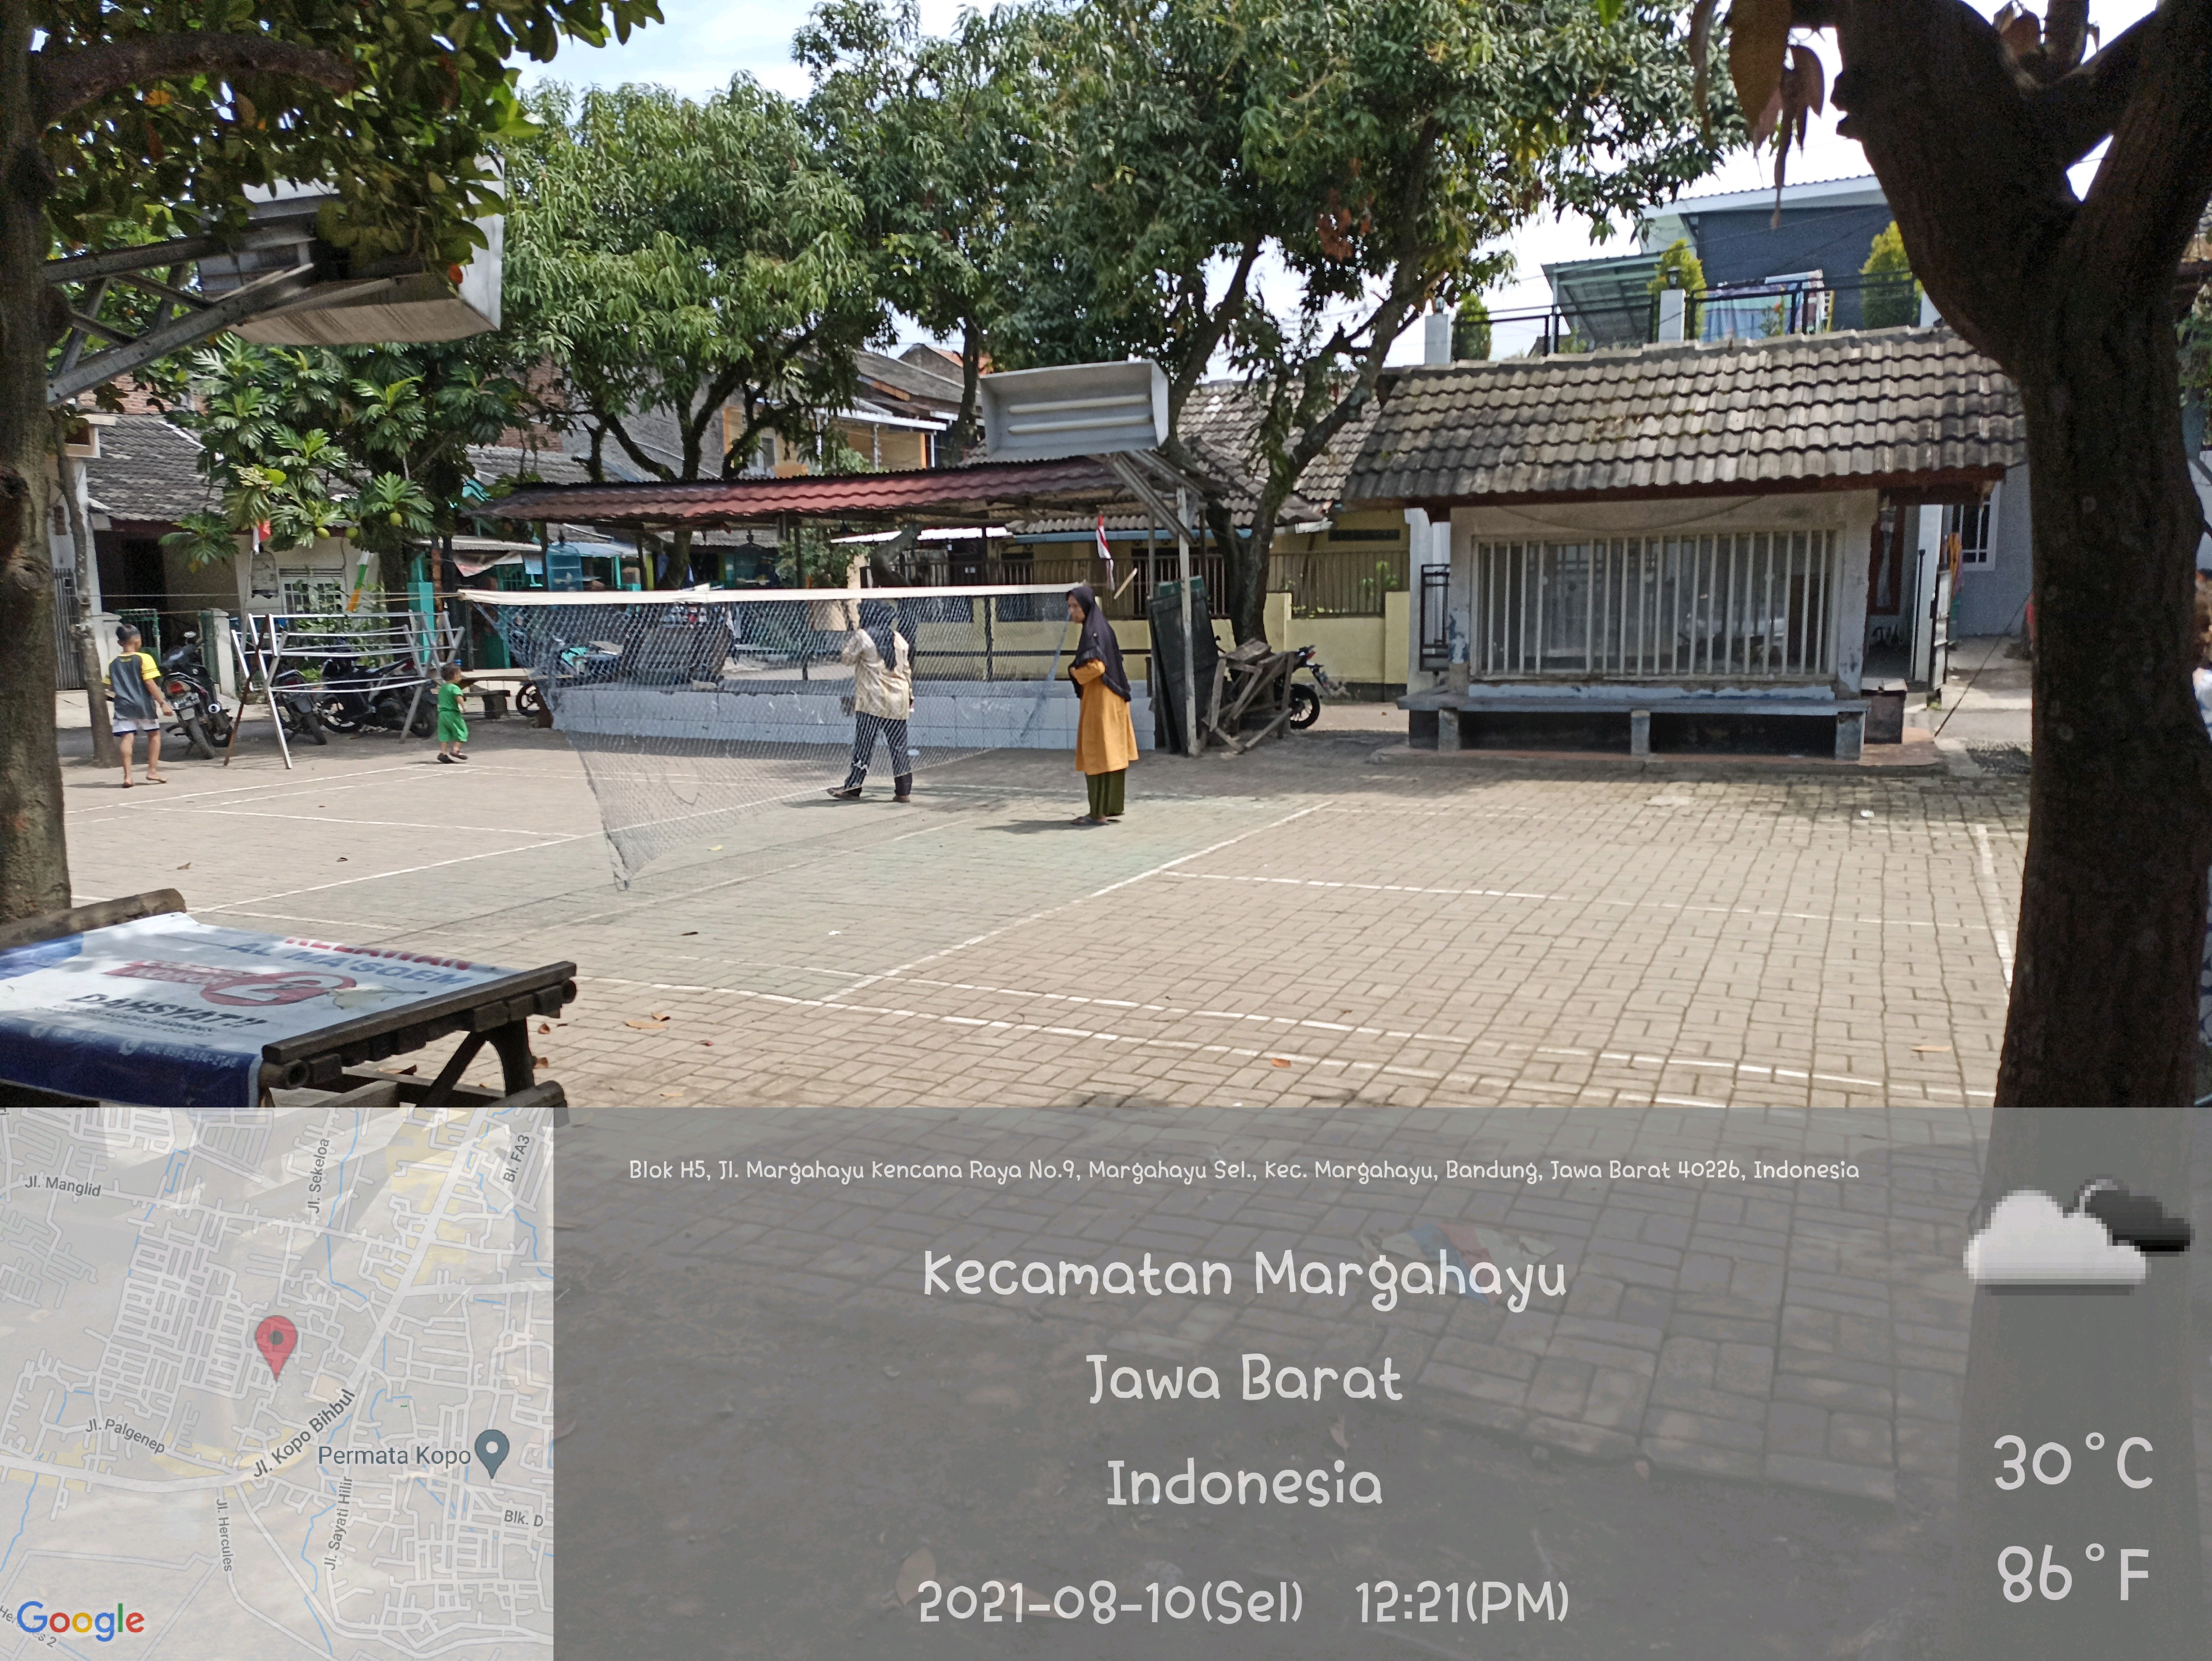 AL MA'SOEM
DAHSYAT!!
Blok H5, Jl. Margahayu Kencana Raya No.9, Margahayu Sel., Kec. Margahayu, Bandung, Jawa Barat 40226, Indonesia
Kecamatan Margahayu
Jawa Barat
Indonesia
2021-08-10(Sel) 12:21(PM)
30°C
86°F
Jl. Manglid
Jl. Sekeloa
Bl. FA3
Jl. Palgenep
Jl. Kopo Bihbul
Permata Kopo
Jl. Hercules
Jl. Sayati Hilir
Blk. D
Google